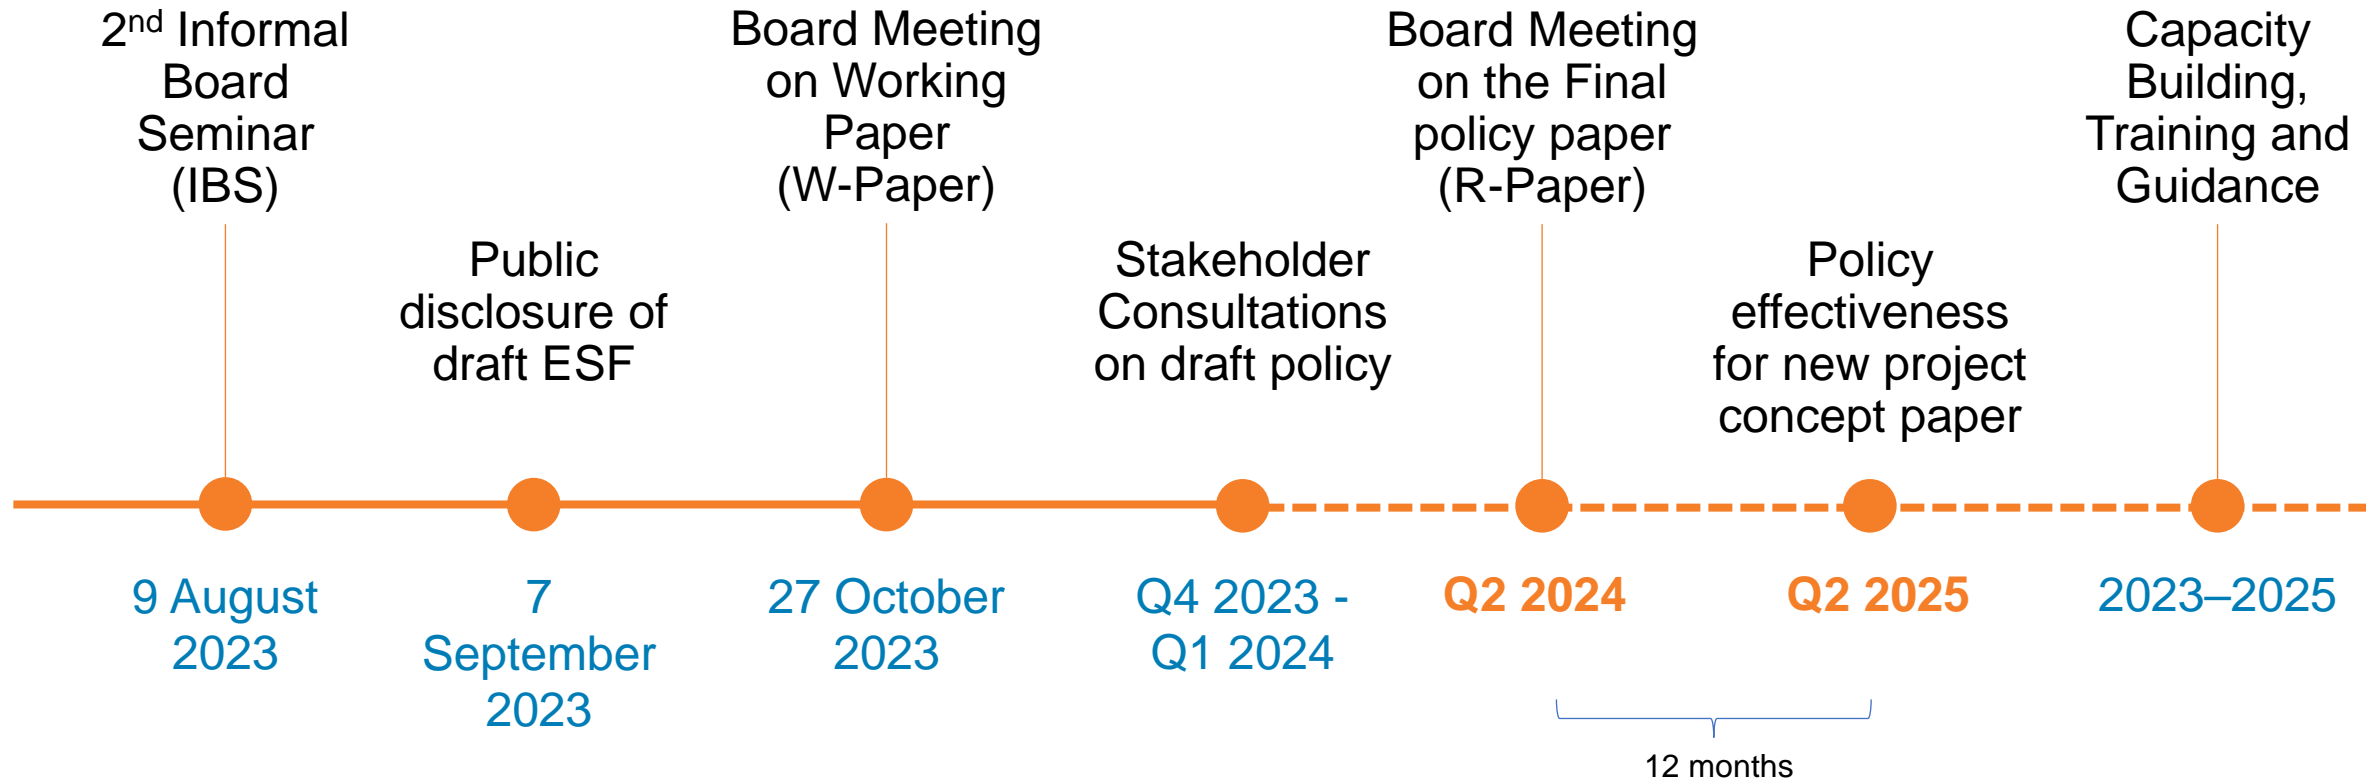 2nd Informal
Board
Seminar
(IBS)
Public
disclosure of
draft ESF
Board Meeting
on Working
Paper
(W-Paper)
Stakeholder
Consultations
on draft policy
Board Meeting
on the Final
policy paper
(R-Paper)
Policy
effectiveness
for new project
concept paper
Capacity
Building,
Training and
Guidance
9 August
2023
7
September
2023
27 October
2023
Q4 2023 -
Q1 2024
Q2 2024
Q2 2025
2023–2025
12 months